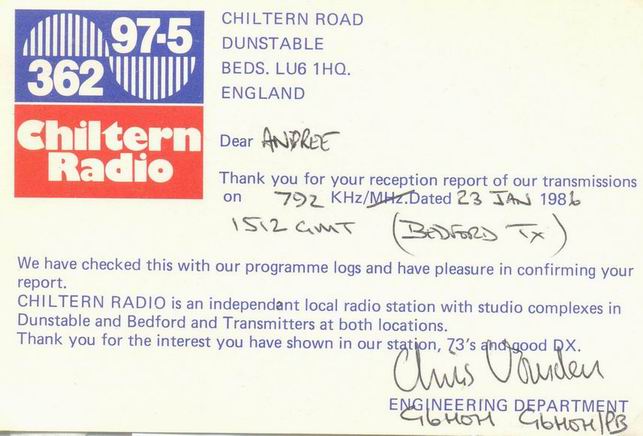 97·5
362
Chiltern
Radio
CHILTERN ROAD
DUNSTABLE
BEDS. LU6 1HQ.
ENGLAND
Dear ANDREE
Thank you for your reception report of our transmissions
on 792 KHz/MHz.Dated 23 JAN 1986
1512 GMT (BEDFORD TX)
We have checked this with our programme logs and have pleasure in confirming your
report.
CHILTERN RADIO is an independant local radio station with studio complexes in
Dunstable and Bedford and Transmitters at both locations.
Thank you for the interest you have shown in our station, 73's and good DX.
Chris
ENGINEERING DEPARTMENT
G6HOH G6HOH/PB